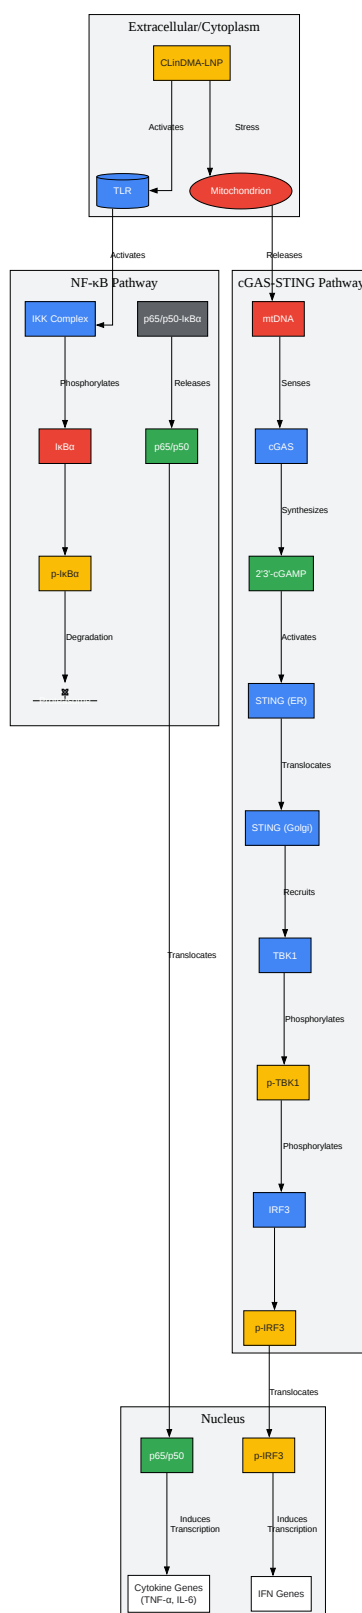 Extracellular/Cytoplasm
CLinDMA-LNP
Activates
Stress
TLR
Mitochondrion
Activates
Releases
NF-κB Pathway
cGAS-STING Pathway
IKK Complex
p65/p50-IκBα
mtDNA
Phosphorylates
Releases
Senses
IκBα
p65/p50
cGAS
Synthesizes
p-IκBα
2'3'-cGAMP
Degradation
Activates
STING (ER)
Translocates
STING (Golgi)
Recruits
Translocates
TBK1
Phosphorylates
p-TBK1
Phosphorylates
IRF3
p-IRF3
Translocates
Nucleus
p65/p50
p-IRF3
Induces
Transcription
Induces
Transcription
Cytokine Genes
(TNF-α, IL-6)
IFN Genes